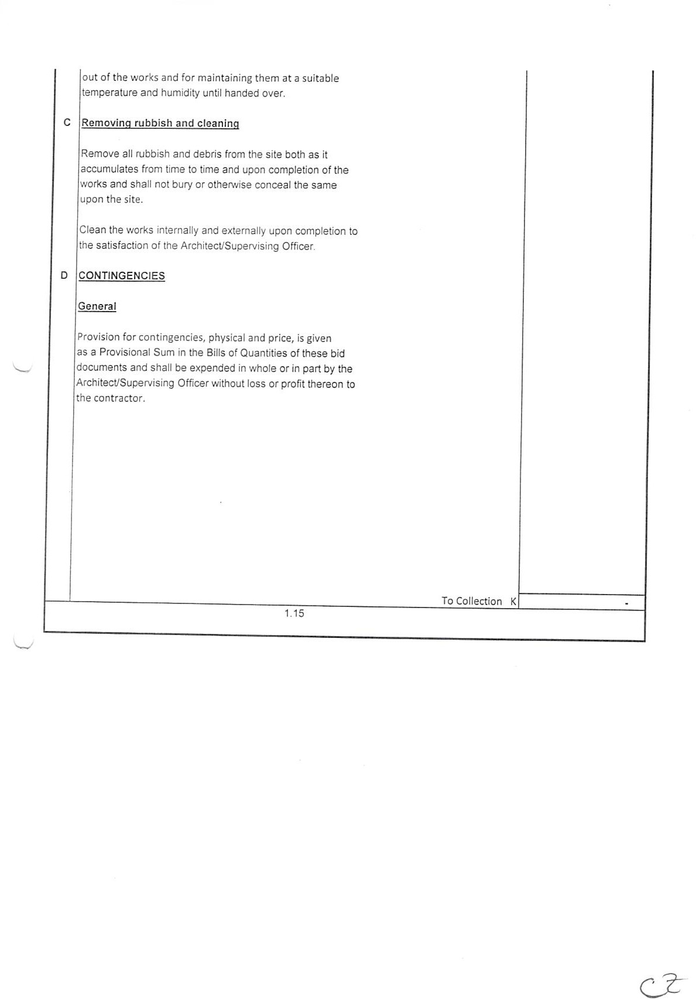 out of the works and for maintaining them at a suitable
temperature and humidity until handed over.
C Removing rubbish and cleaning
Remove all rubbish and debris from the site both as it
accumulates from time to time and upon completion of the
works and shall not bury or otherwise conceal the same
upon the site.
Clean the works internally and externally upon completion to
the satisfaction of the Architect/Supervising Officer.
D CONTINGENCIES
General
Provision for contingencies, physical and price, is given
as a Provisional Sum in the Bills of Quantities of these bid
documents and shall be expended in whole or in part by the
Architect/Supervising Officer without loss or profit thereon to
the contractor.
To Collection K -
1.15